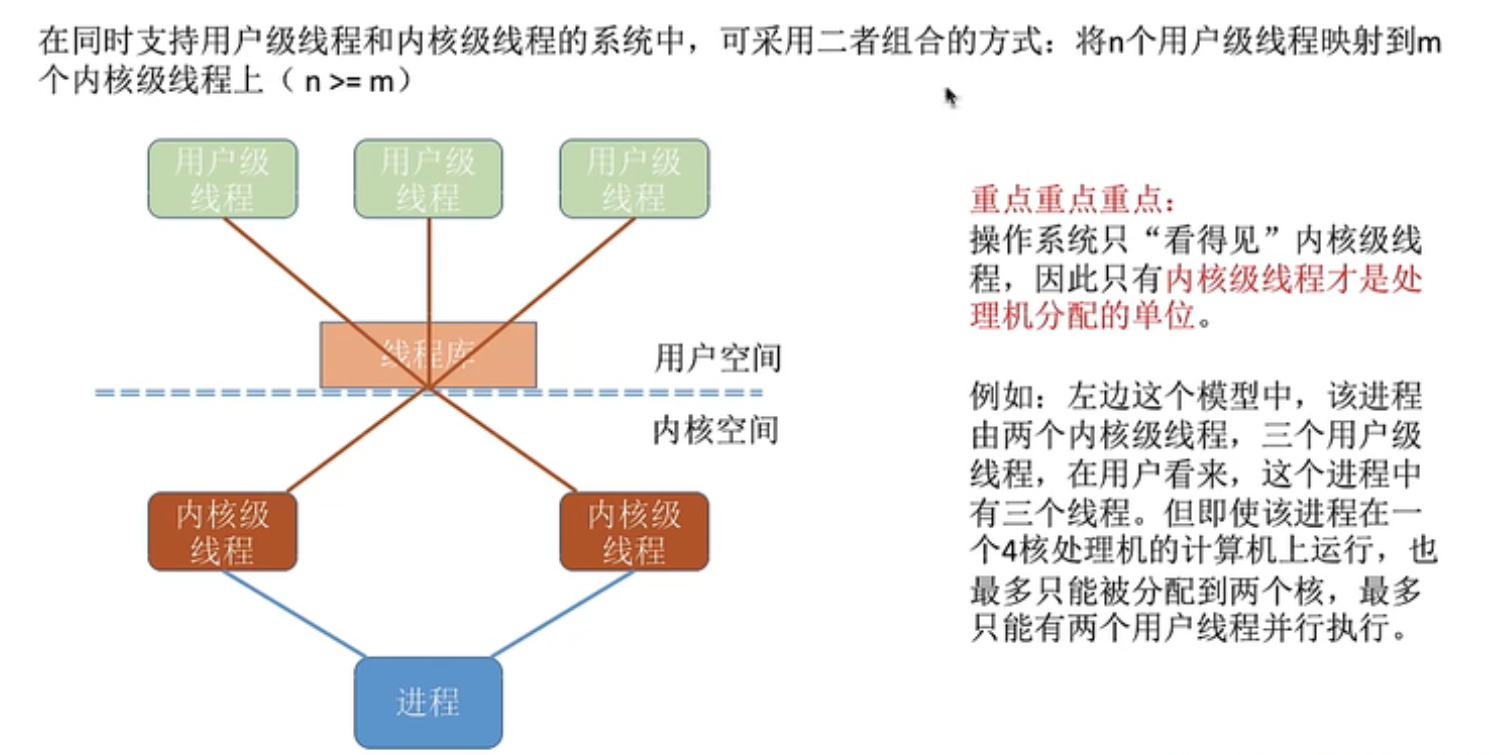 在同时支持用户级线程和内核级线程的系统中，可采用二者组合的方式：将n个用户级线程映射到m
个内核级线程上（ n >= m）
用户级
线程
用户级
线程
用户级
线程
线程库
用户空间
内核空间
内核级
线程
内核级
线程
进程
重点重点重点：
操作系统只“看得见”内核级线
程，因此只有内核级线程才是处
理机分配的单位。
例如：左边这个模型中，该进程
由两个内核级线程，三个用户级
线程，在用户看来，这个进程中
有三个线程。但即使该进程在一
个4核处理机的计算机上运行，也
最多只能被分配到两个核，最多
只能有两个用户线程并行执行。